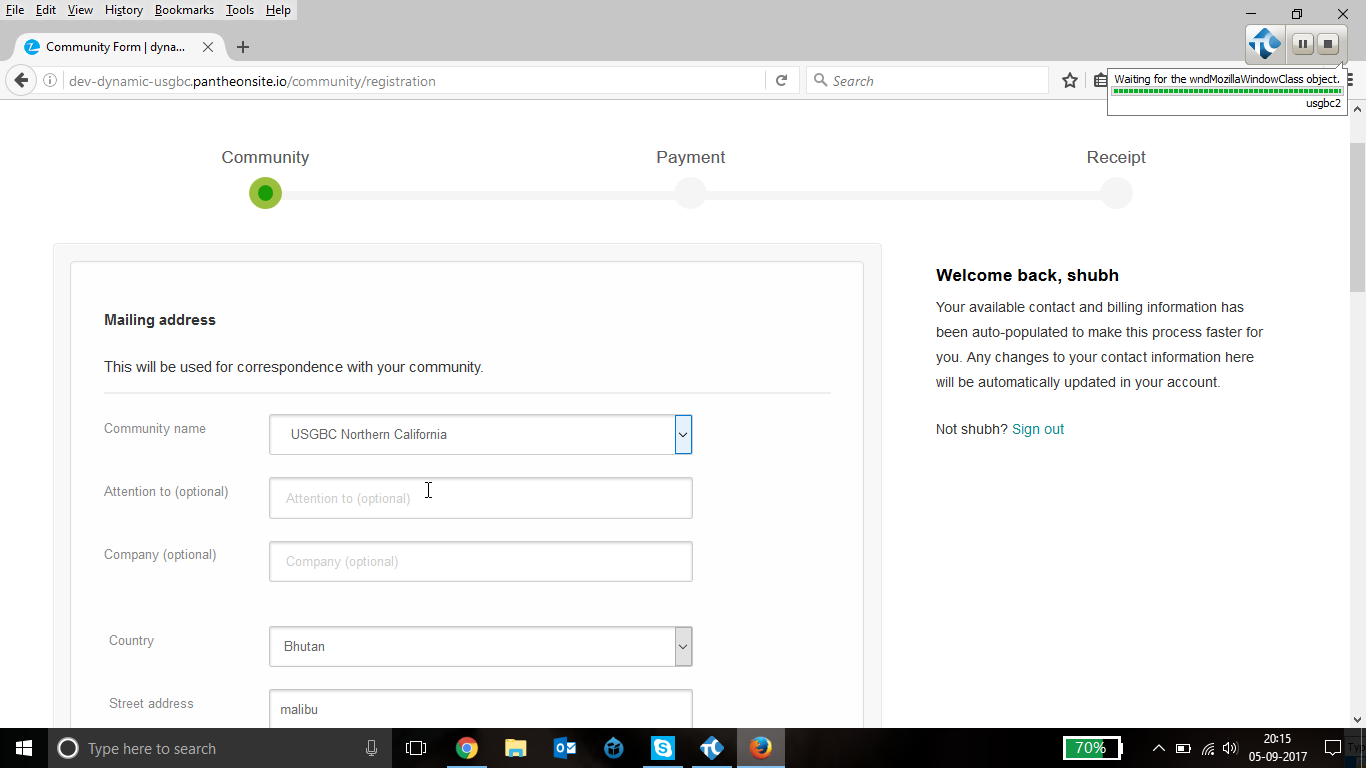 File Edit View History Bookmarks Tools Help
Community Form | dyna...
dev-dynamic-usgbc.pantheonsite.io/community/registration
Search
Waiting for the wndMozillaWindowClass object.
usgbc2
Community Payment Receipt
Mailing address
This will be used for correspondence with your community.
Community name USGBC Northern California
Attention to (optional) Attention to (optional)
Company (optional) Company (optional)
Country Bhutan
Street address malibu
Welcome back, shubh
Your available contact and billing information has
been auto-populated to make this process faster for
you. Any changes to your contact information here
will be automatically updated in your account.
Not shubh? Sign out
Type here to search
70%
20:15
05-09-2017